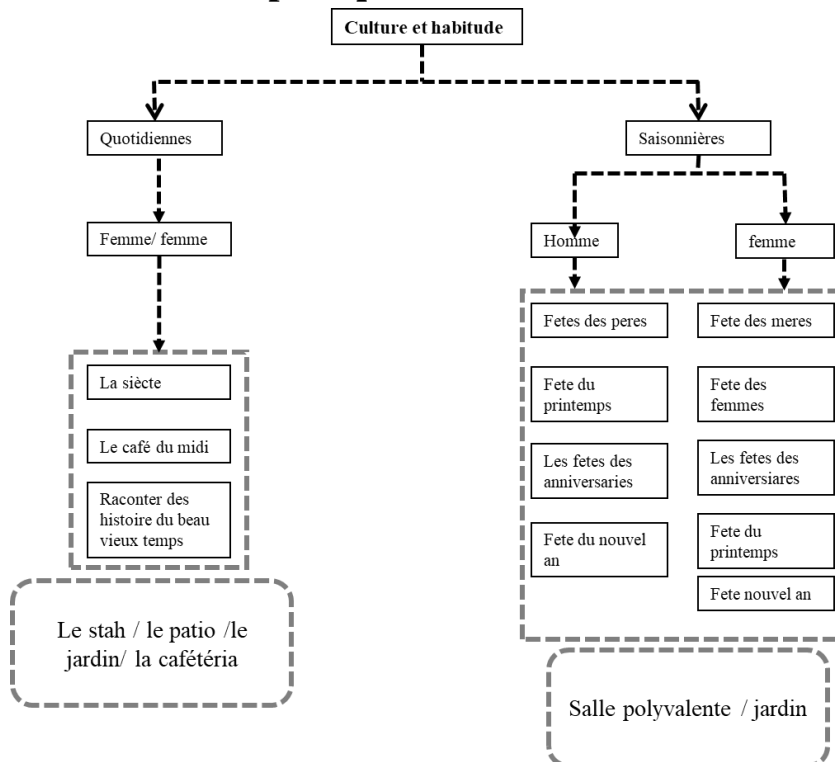 Culture et habitude
Quotidiennes
Saisonnières
Femme/ femme
Homme
femme
La siècte
Le café du midi
Raconter des
histoire du beau
vieux temps
Le stah / le patio /le
jardin/ la cafétéria
Fetes des peres
Fete des meres
Fete du
printemps
Fete des
femmes
Les fetes des
anniversaries
Les fetes des
anniversiares
Fete du nouvel
an
Fete du
printemps
Fete nouvel an
Salle polyvalente / jardin